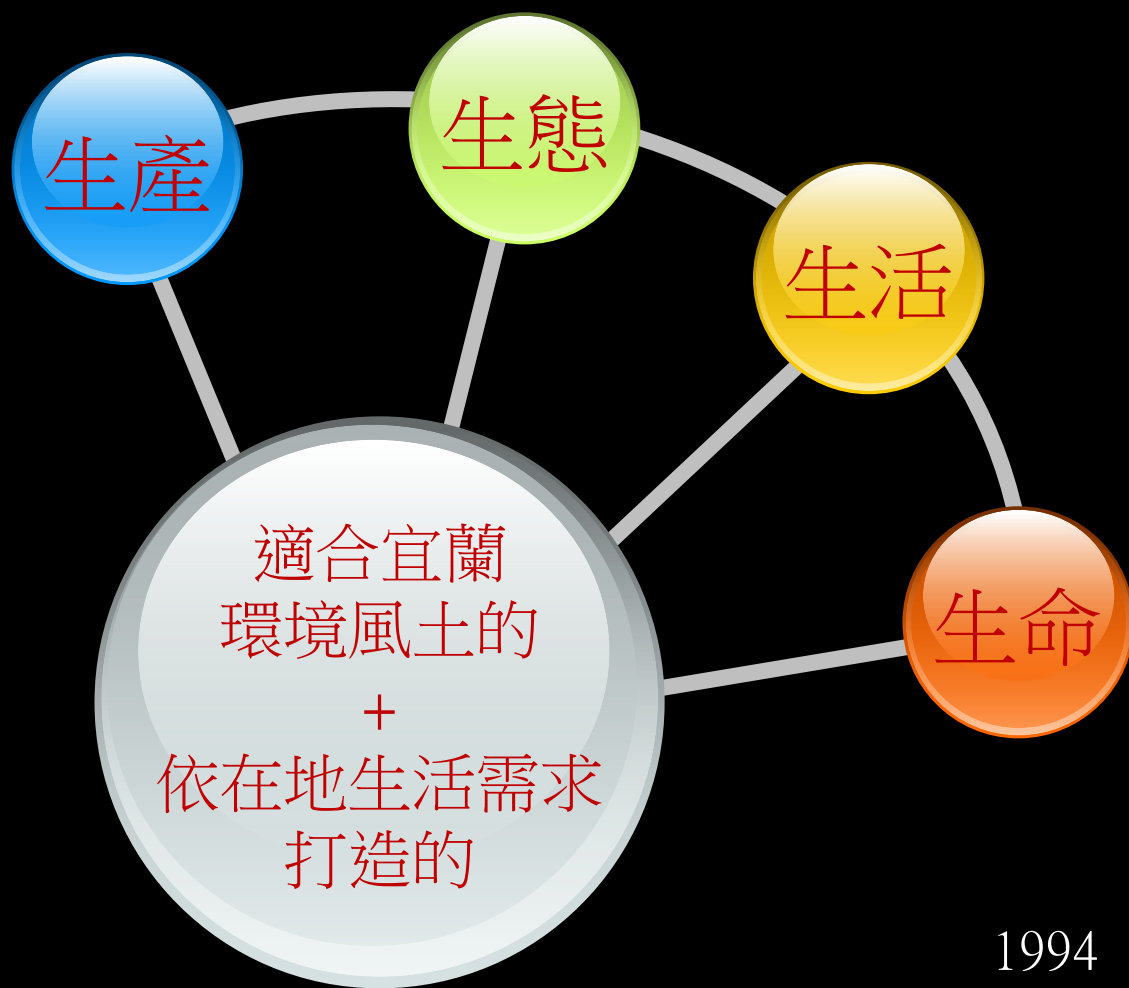 生產
生態
生活
生命
適合宜蘭
環境風土的
+
依在地生活需求
打造的
1994